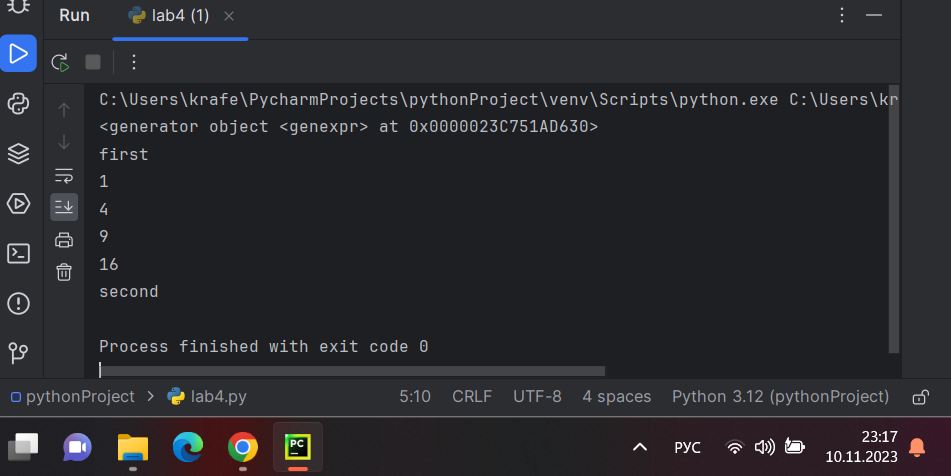 Run
lab4 (1)
C:\Users\krafe\PycharmProjects\pythonProject\venv\Scripts\python.exe C:\Users\kr
<generator object <genexpr> at 0x0000023C751AD630>
first
1
4
9
16
second
Process finished with exit code 0
pythonProject > lab4.py 5:10 CRLF UTF-8 4 spaces Python 3.12 (pythonProject)
PC
РУС
23:17
10.11.2023